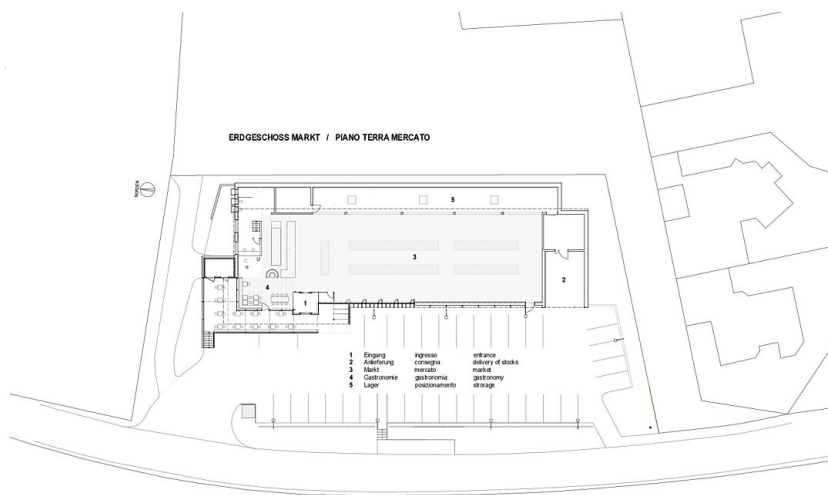 ERDGESCHOSS MARKT / PIANO TERRA MERCATO
NORDEN
5
3
2
4
1
1 Eingang ingresso entrance
2 Anlieferung consegna delivery of stocks
3 Markt mercato market
4 Gastronomie gastronomia gastronomy
5 Lager posizionamento strorage